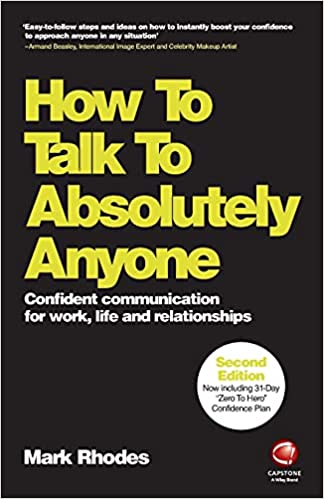 ‘Easy-to-follow steps and ideas on how to instantly boost your confidence
to approach anyone in any situation’
–Armand Beasley, International Image Expert and Celebrity Makeup Artist
How To
Talk To
Absolutely
Anyone
Confident communication
for work, life and relationships
Second
Edition
Now including 31-Day
“Zero To Hero”
Confidence Plan
Mark Rhodes
CAPSTONE
A Wiley Brand